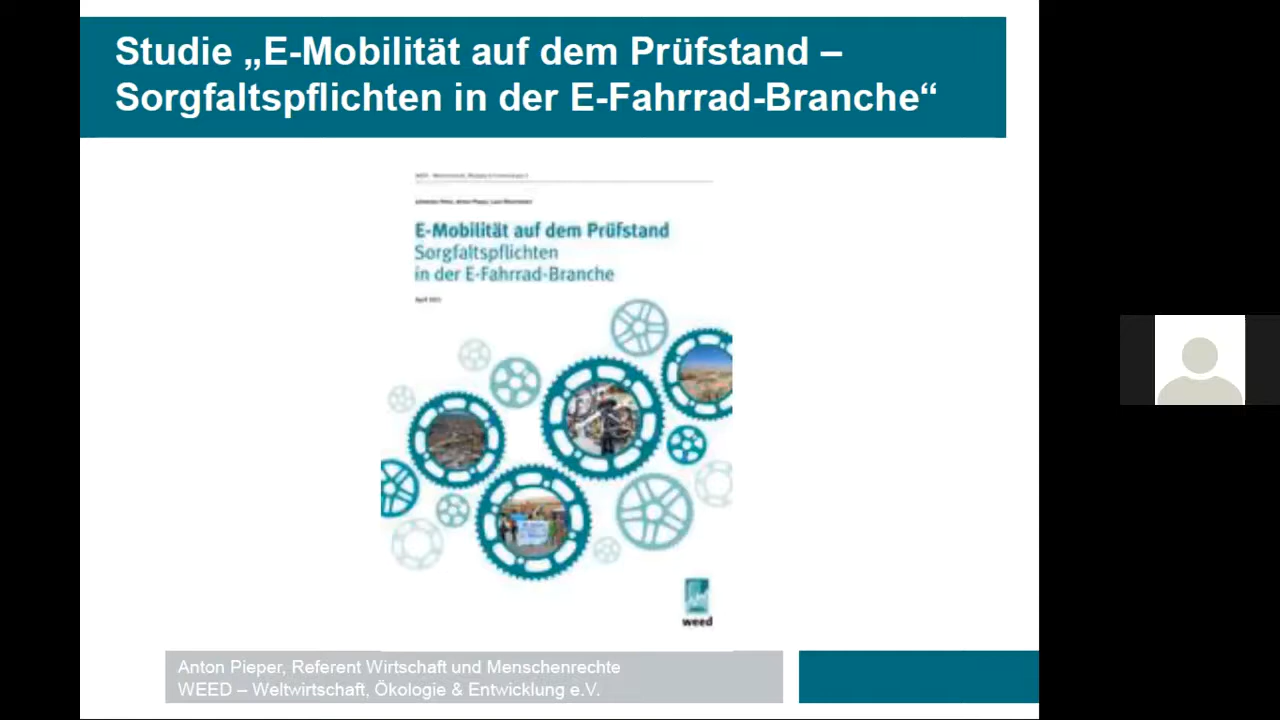 Studie „E-Mobilität auf dem Prüfstand –
Sorgfaltspflichten in der E-Fahrrad-Branche“
E-Mobilität auf dem Prüfstand
Sorgfaltspflichten
in der E-Fahrrad-Branche
April
weed
Anton Pieper, Referent Wirtschaft und Menschenrechte
WEED – Weltwirtschaft, Ökologie & Entwicklung e.V.